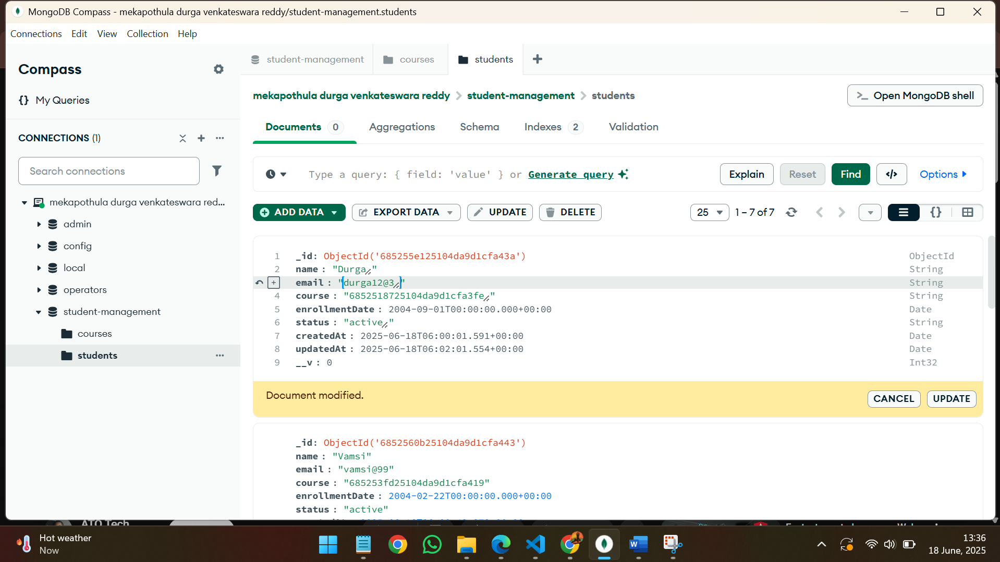 MongoDB Compass - mekapothula durga venkateswara reddy/student-management.students
Connections Edit View Collection Help
Compass
{} My Queries
CONNECTIONS (1)
Search connections
mekapothula durga venkateswara red...
admin
config
local
operators
student-management
courses
students
student-management courses students
mekapothula durga venkateswara reddy > student-management > students
>_ Open MongoDB shell
Documents 0 Aggregations Schema Indexes 2 Validation
Type a query: { field: 'value' } or Generate query
Explain Reset Find </> Options
ADD DATA EXPORT DATA UPDATE DELETE
25 1 – 7 of 7 {}
1 _id: ObjectId('685255e125104da9d1cfa43a') ObjectId
2 name : "Durga" String
+ email : "durga12@3" String
4 course : "6852518725104da9d1cfa3fe" String
5 enrollmentDate : 2004-09-01T00:00:00.000+00:00 Date
6 status : "active" String
7 createdAt : 2025-06-18T06:00:01.591+00:00 Date
8 updatedAt : 2025-06-18T06:02:01.554+00:00 Date
9 __v : 0 Int32
Document modified.
CANCEL UPDATE
_id: ObjectId('6852560b25104da9d1cfa443')
name : "Vamsi"
email : "vamsi@99"
course : "685253fd25104da9d1cfa419"
enrollmentDate : 2004-02-22T00:00:00.000+00:00
status : "active"
ATO Tech
Hot weather
Now
13:36
18 June, 2025